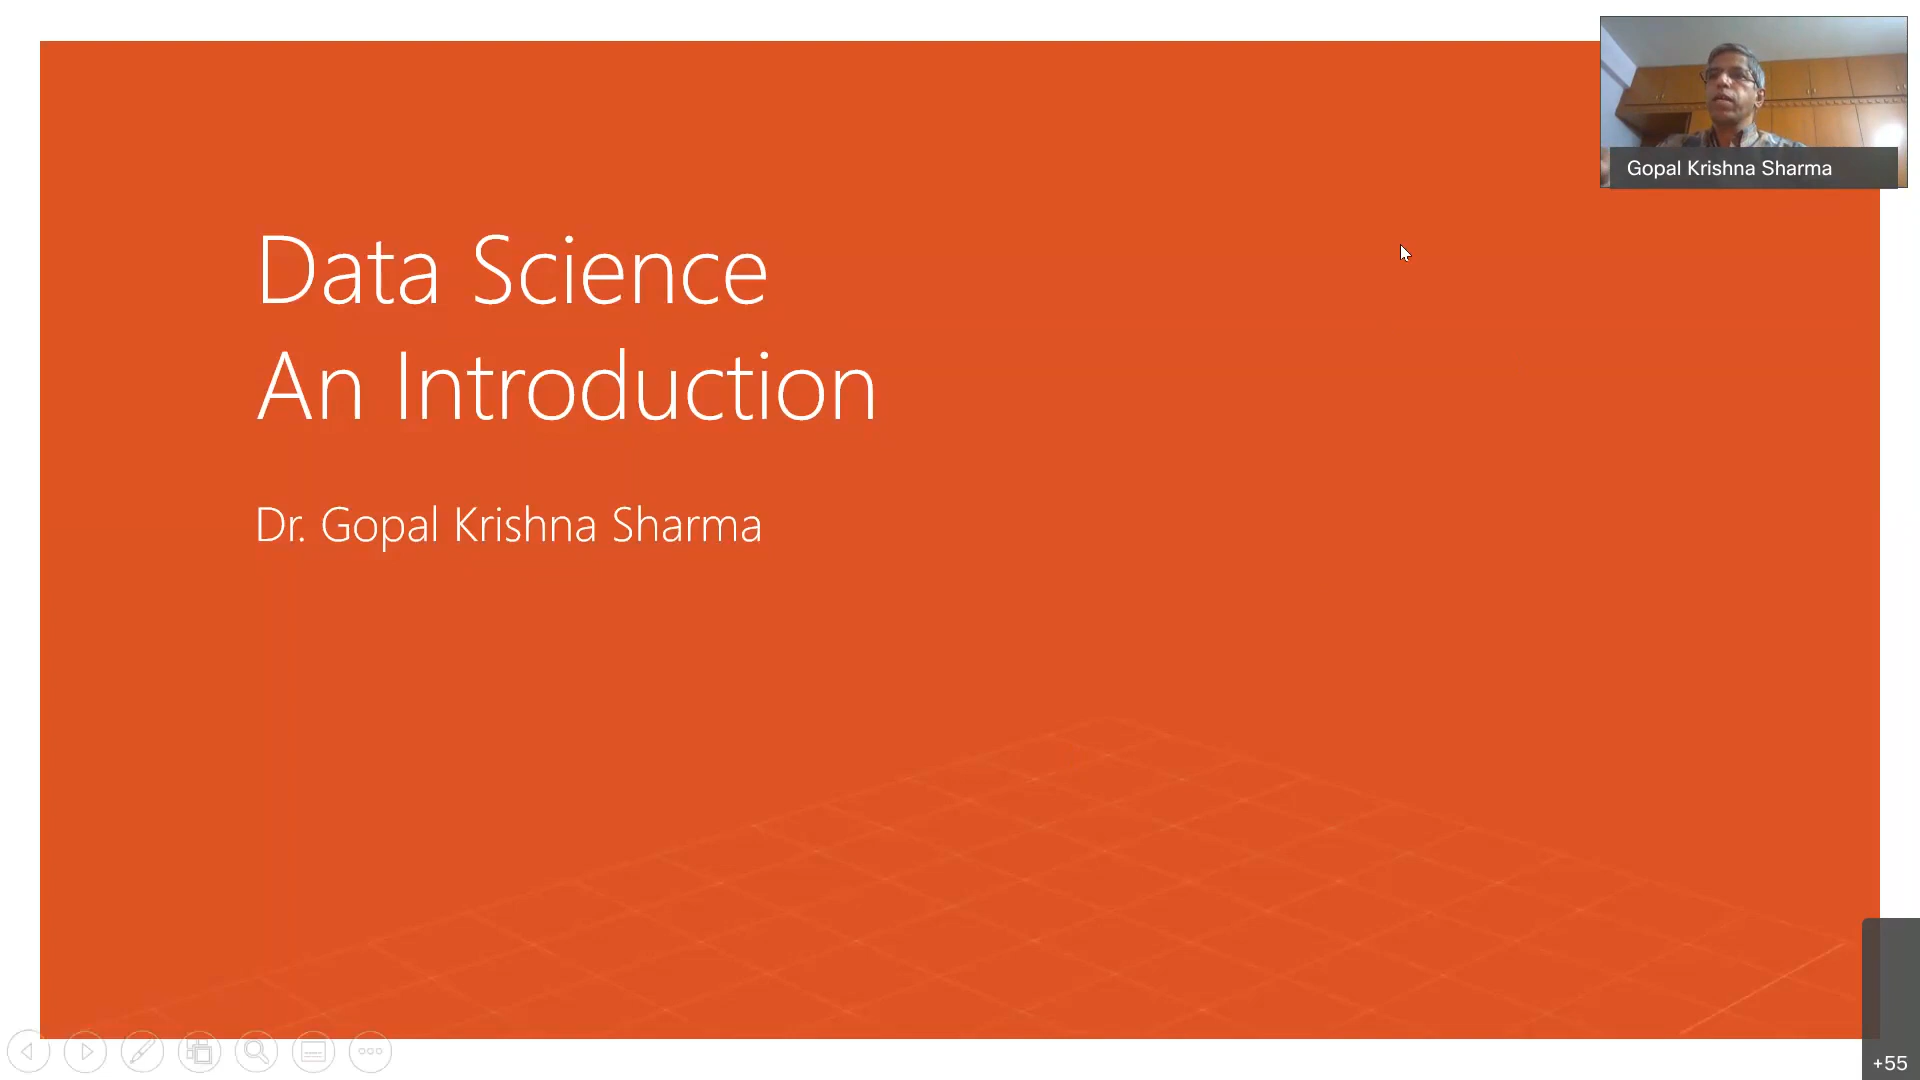 Gopal Krishna Sharma
Data Science
An Introduction
Dr. Gopal Krishna Sharma
+55